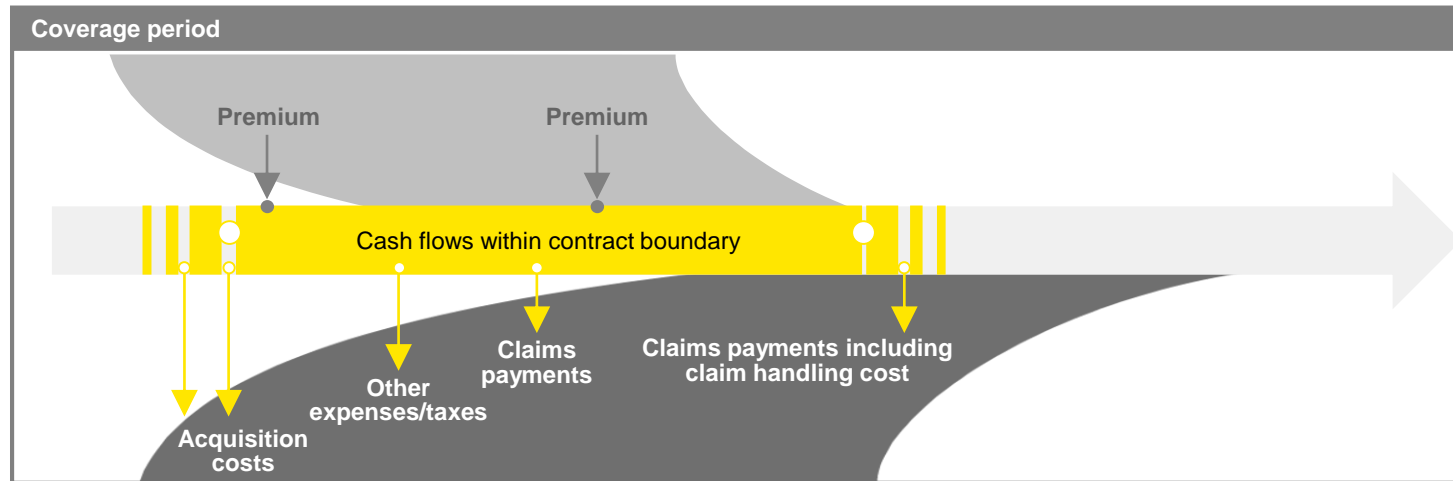 Coverage period
Premium
Premium
Cash flows within contract boundary
Claims
payments
Claims payments including
claim handling cost
Other
expenses/taxes
Acquisition
costs